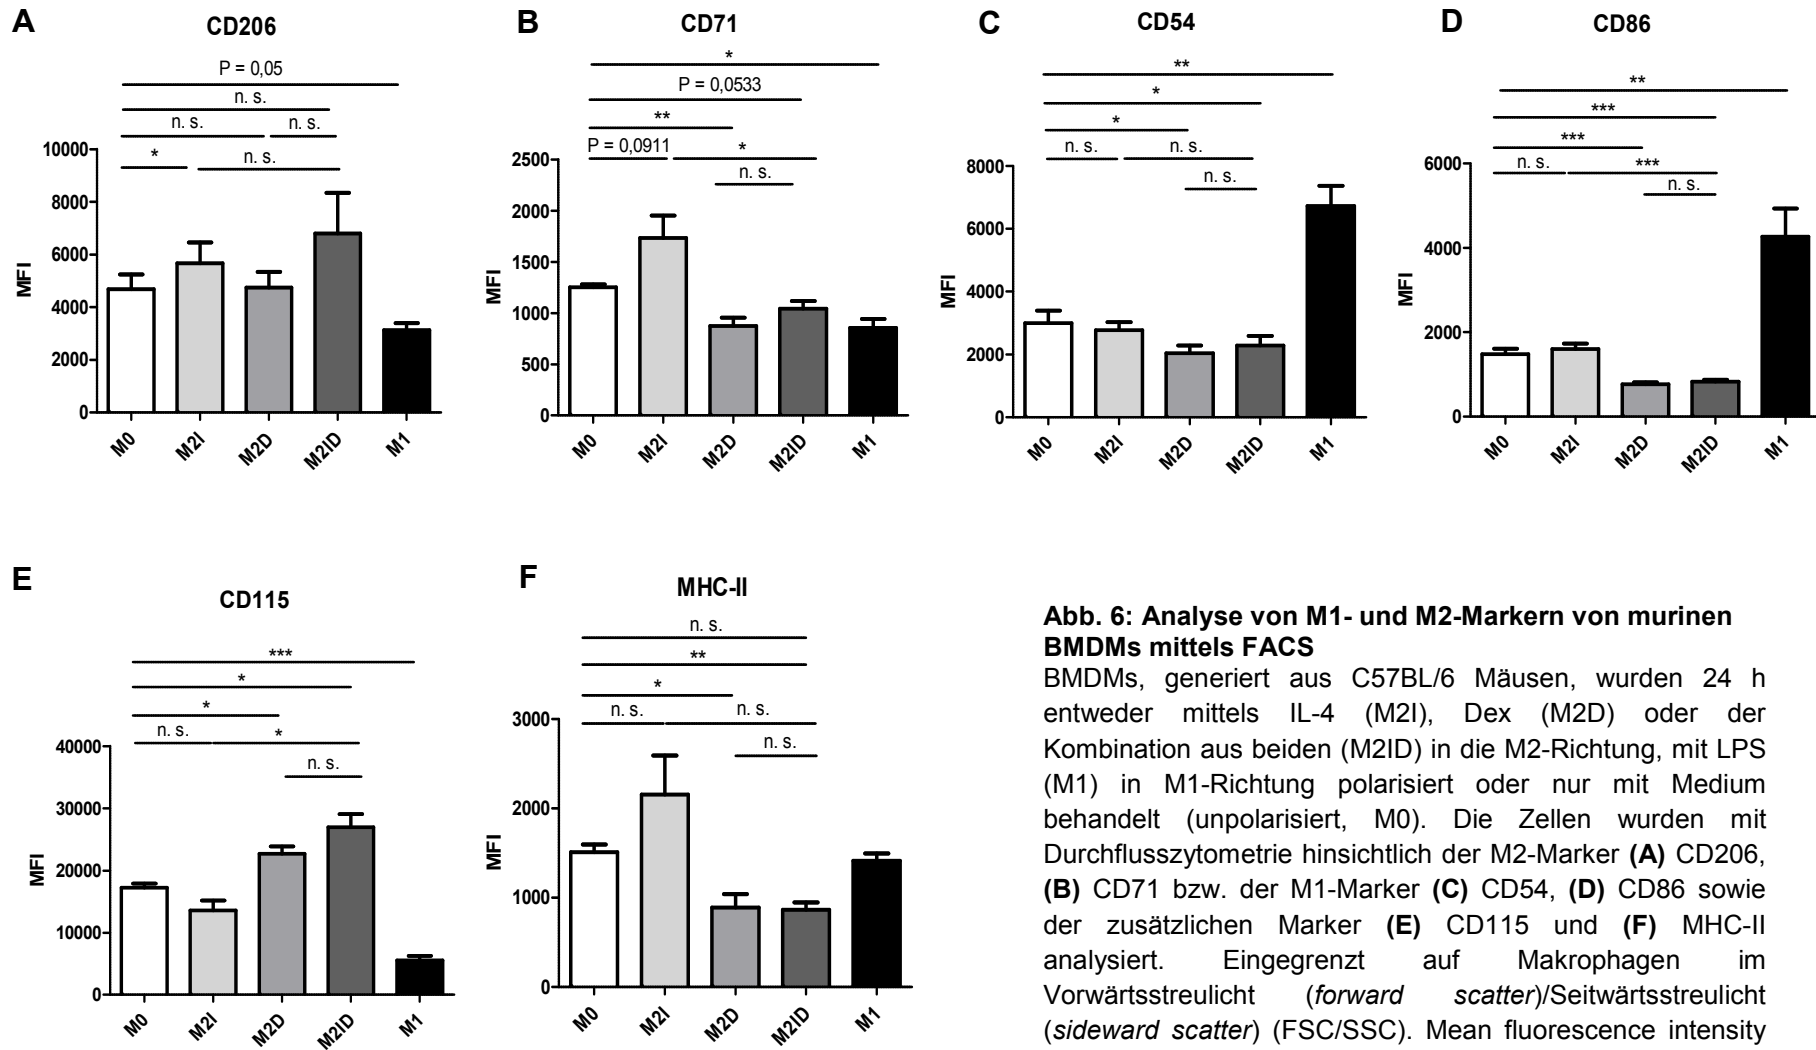 A
CD206
P = 0,05
n. s.
n. s.
n. s.
*
n. s.
10000
8000
6000
4000
2000
0
MFI
M0
M2I
M2D
M2ID
M1
B
CD71
*
P = 0,0533
**
P = 0,0911
*
n. s.
2500
2000
1500
1000
500
0
MFI
M0
M2I
M2D
M2ID
M1
C
CD54
**
*
*
n. s.
n. s.
n. s.
8000
6000
4000
2000
0
MFI
M0
M2I
M2D
M2ID
M1
D
CD86
**
***
***
n. s.
***
n. s.
6000
4000
2000
0
MFI
M0
M2I
M2D
M2ID
M1
E
CD115
***
*
*
n. s.
*
n. s.
40000
30000
20000
10000
0
MFI
M0
M2I
M2D
M2ID
M1
F
MHC-II
n. s.
**
*
n. s.
n. s.
n. s.
3000
2000
1000
0
MFI
M0
M2I
M2D
M2ID
M1
Abb. 6: Analyse von M1- und M2-Markern von murinen
BMDMs mittels FACS
BMDMs, generiert aus C57BL/6 Mäusen, wurden 24 h
entweder mittels IL-4 (M2I), Dex (M2D) oder der
Kombination aus beiden (M2ID) in die M2-Richtung, mit LPS
(M1) in M1-Richtung polarisiert oder nur mit Medium
behandelt (unpolarisiert, M0). Die Zellen wurden mit
Durchflusszytometrie hinsichtlich der M2-Marker (A) CD206,
(B) CD71 bzw. der M1-Marker (C) CD54, (D) CD86 sowie
der zusätzlichen Marker (E) CD115 und (F) MHC-II
analysiert. Eingegrenzt auf Makrophagen im
Vorwärtsstreulicht (forward scatter)/Seitwärtsstreulicht
(sideward scatter) (FSC/SSC). Mean fluorescence intensity